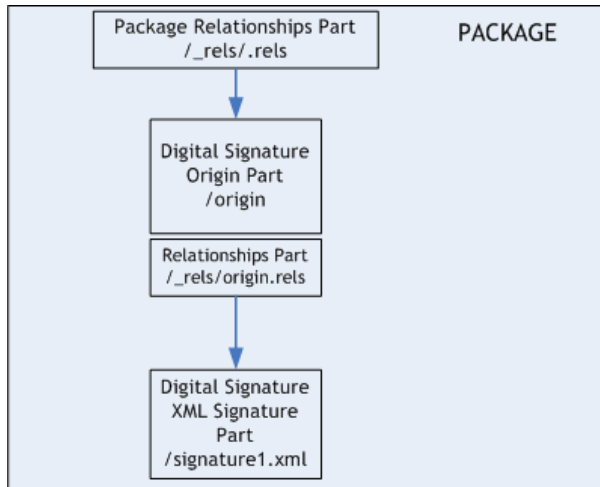 Package Relationships Part
/_rels/.rels
PACKAGE
Digital Signature
Origin Part
/origin
Relationships Part
/_rels/origin.rels
Digital Signature
XML Signature
Part
/signature1.xml